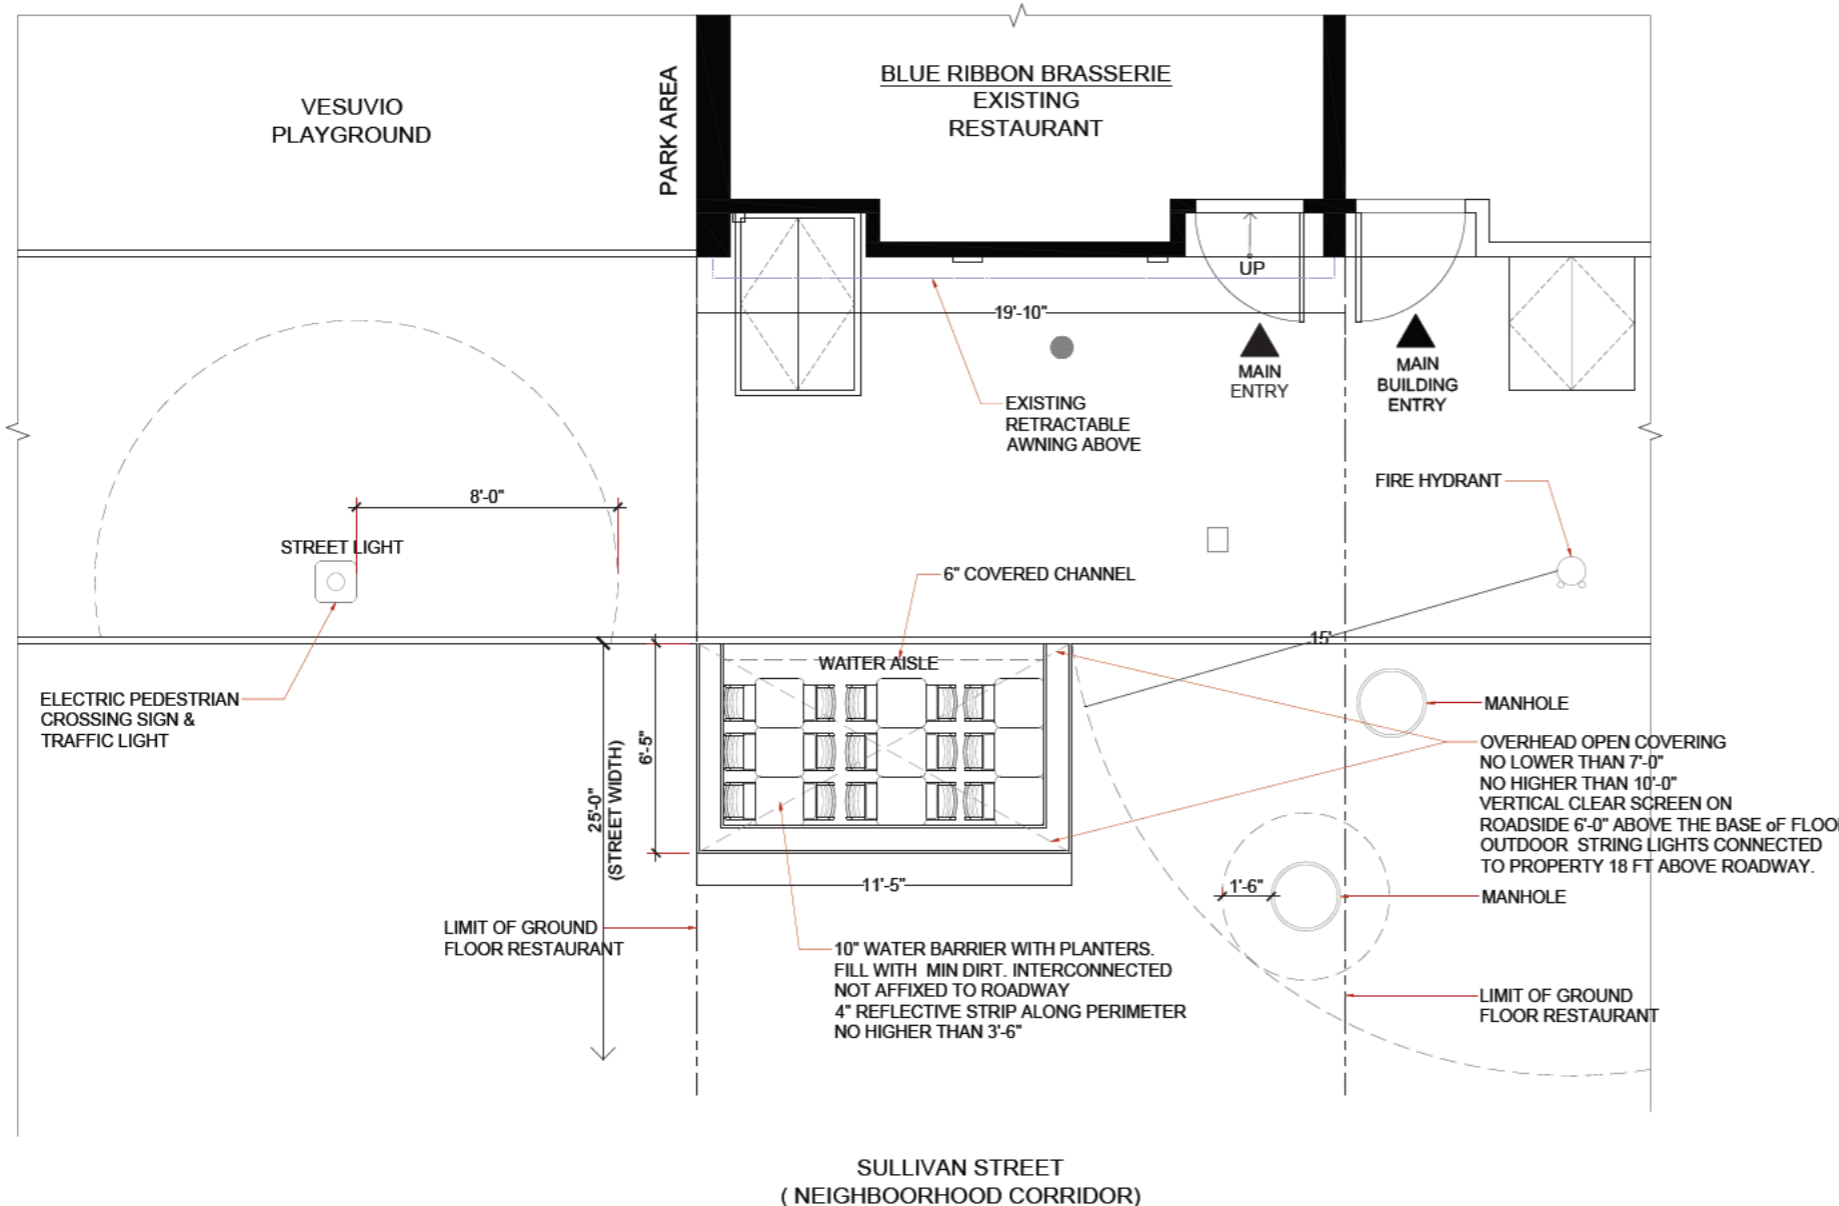 VESUVIO
PLAYGROUND
PARK AREA
BLUE RIBBON BRASSERIE
EXISTING
RESTAURANT
UP
19'-10"
MAIN
ENTRY
MAIN
BUILDING
ENTRY
EXISTING
RETRACTABLE
AWNING ABOVE
FIRE HYDRANT
8'-0"
STREET LIGHT
6" COVERED CHANNEL
15'
WAITER AISLE
ELECTRIC PEDESTRIAN
CROSSING SIGN &
TRAFFIC LIGHT
25'-0"
(STREET WIDTH)
6'-5"
MANHOLE
OVERHEAD OPEN COVERING
NO LOWER THAN 7'-0"
NO HIGHER THAN 10'-0"
VERTICAL CLEAR SCREEN ON
ROADSIDE 6'-0" ABOVE THE BASE oF FLOOR
OUTDOOR STRING LIGHTS CONNECTED
TO PROPERTY 18 FT ABOVE ROADWAY.
11'-5"
1'-6"
MANHOLE
LIMIT OF GROUND
FLOOR RESTAURANT
10" WATER BARRIER WITH PLANTERS.
FILL WITH MIN DIRT. INTERCONNECTED
NOT AFFIXED TO ROADWAY
4" REFLECTIVE STRIP ALONG PERIMETER
NO HIGHER THAN 3'-6"
LIMIT OF GROUND
FLOOR RESTAURANT
SULLIVAN STREET
( NEIGHBOORHOOD CORRIDOR)